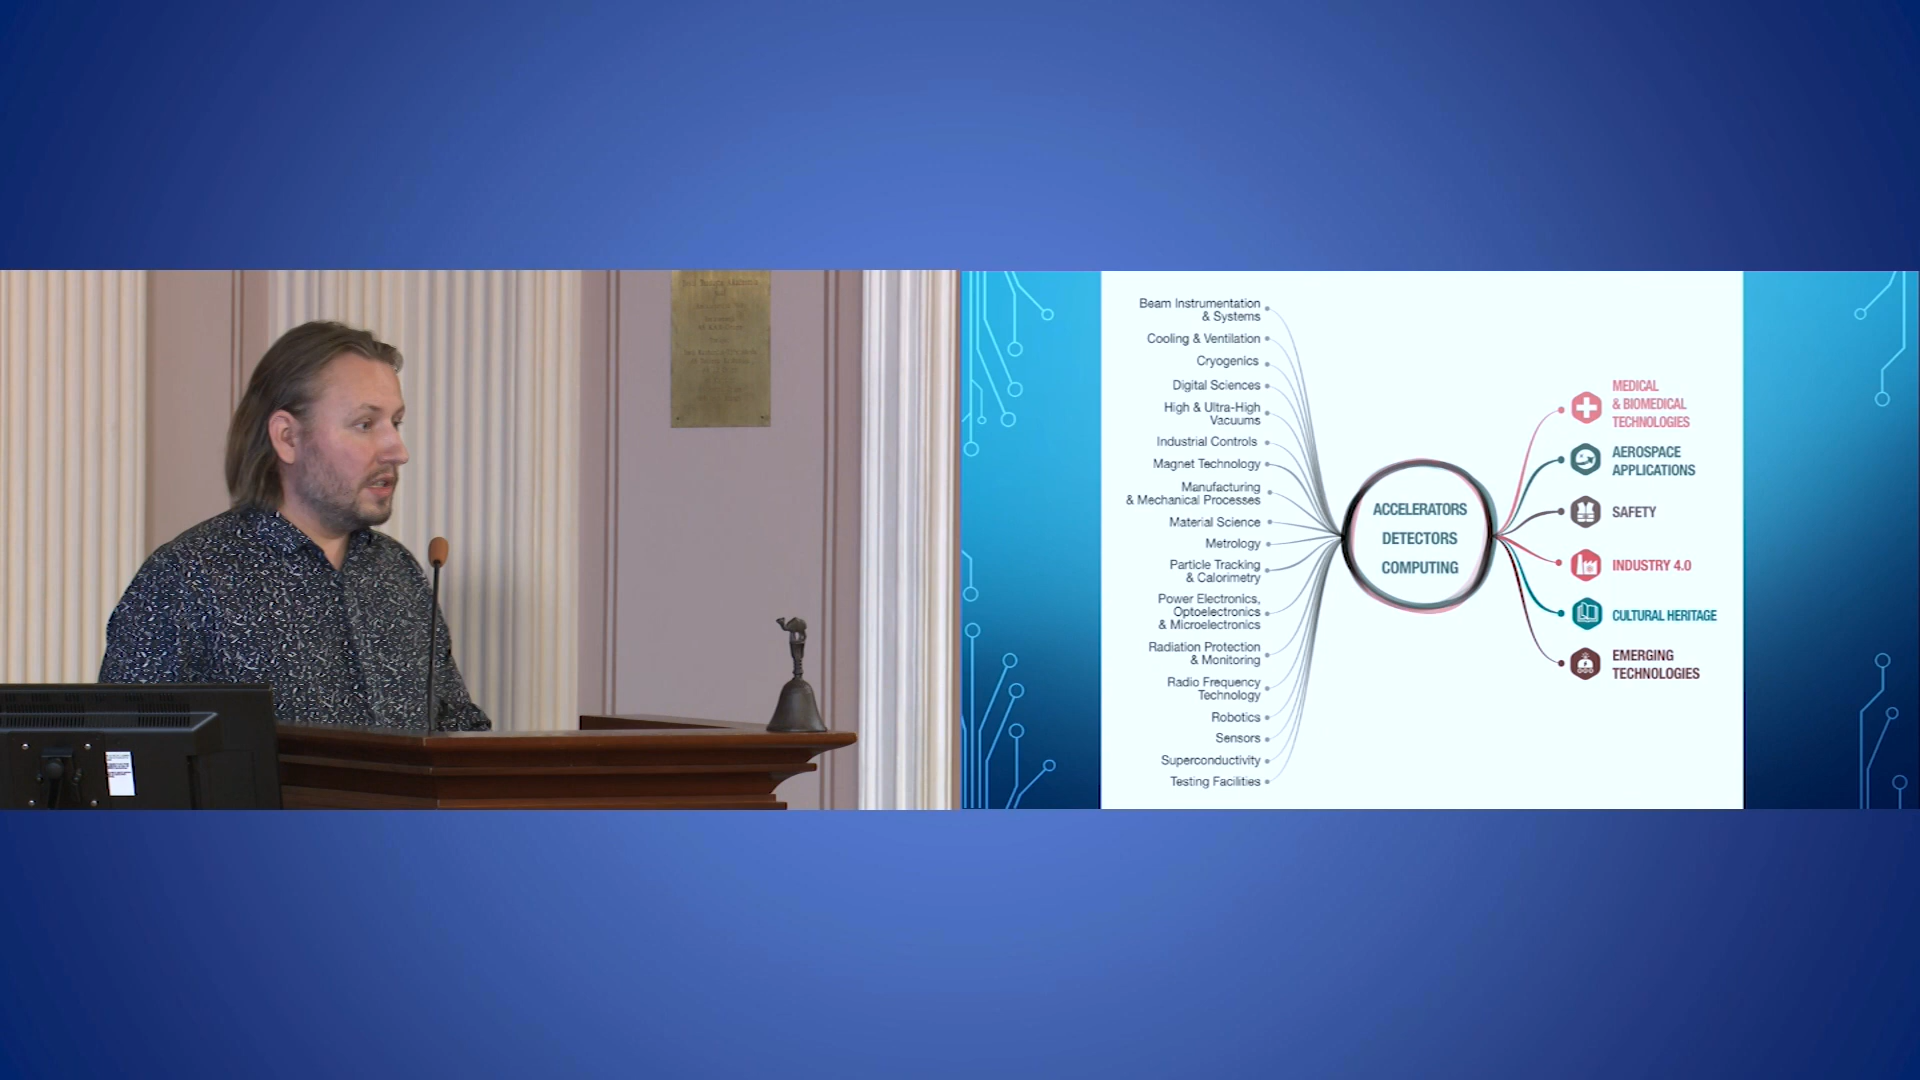 Beam Instrumentation
& Systems
Cooling & Ventilation
Cryogenics
Digital Sciences
High & Ultra-High
Vacuums
Industrial Controls
Magnet Technology
Manufacturing
& Mechanical Processes
Material Science
Metrology
Particle Tracking
& Calorimetry
Power Electronics,
Optoelectronics
& Microelectronics
Radiation Protection
& Monitoring
Radio Frequency
Technology
Robotics
Sensors
Superconductivity
Testing Facilities
ACCELERATORS
DETECTORS
COMPUTING
MEDICAL
& BIOMEDICAL
TECHNOLOGIES
AEROSPACE
APPLICATIONS
SAFETY
INDUSTRY 4.0
CULTURAL HERITAGE
EMERGING
TECHNOLOGIES